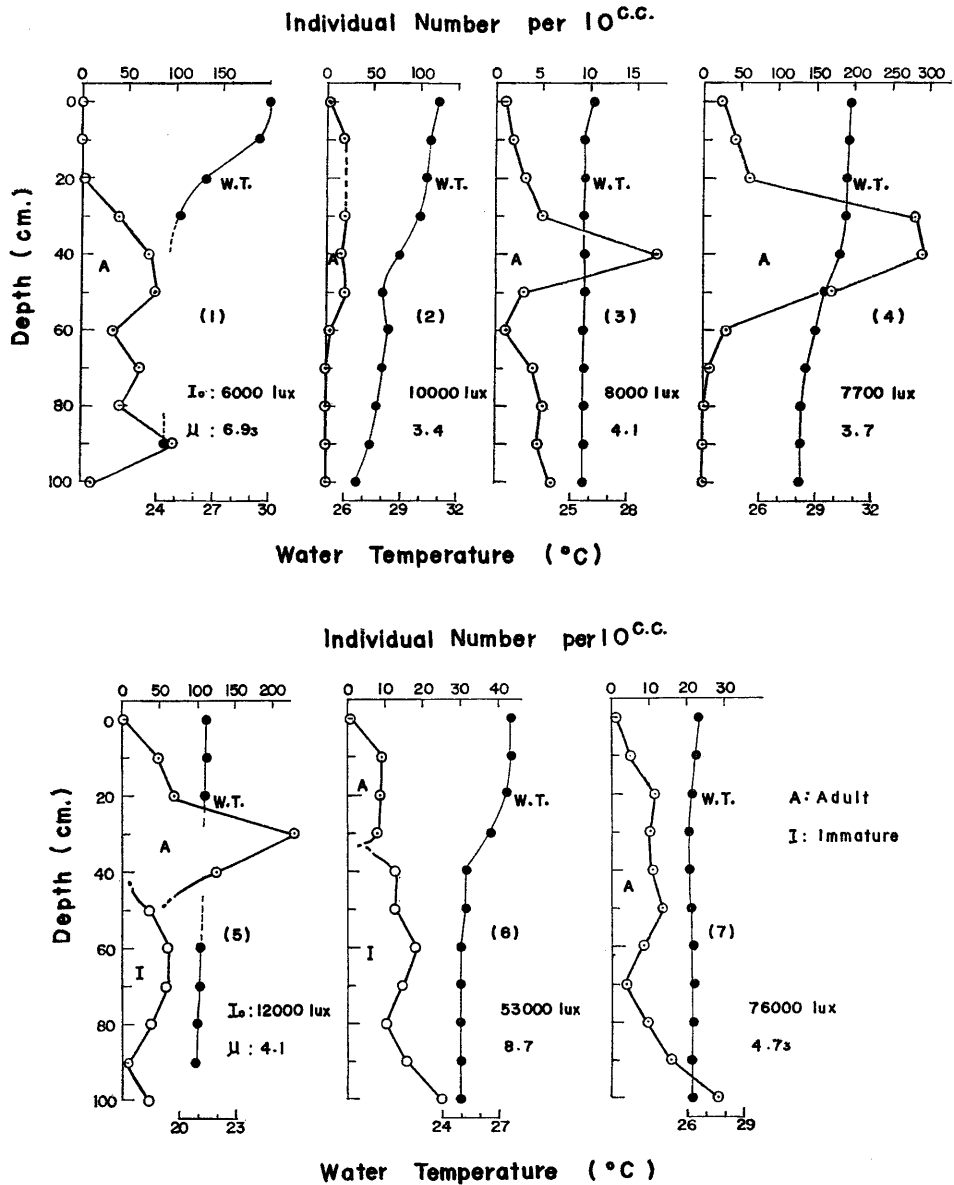 Individual Number per 10 c.c.
0 50 100 150 0 50 100 0 5 10 15 0 50 100 150 200 300
Depth (cm.)
0
20
40
60
80
100
W.T. W.T. W.T. W.T.
A A A A
(1) (2) (3) (4)
I₀: 6000 lux 10000 lux 8000 lux 7700 lux
μ : 6.93 3.4 4.1 3.7
24 27 30 26 29 32 25 28 26 29 32
Water Temperature (°C)
Individual Number per 10 c.c.
0 50 100 150 200 0 10 20 30 40 0 10 20 30
Depth (cm.)
0
20
40
60
80
100
W.T. W.T. W.T.
A A A
I I
A: Adult
I: Immature
(5) (6) (7)
I₀: 12000 lux 53000 lux 76000 lux
μ : 4.1 8.7 4.73
20 23 24 27 26 29
Water Temperature (°C)